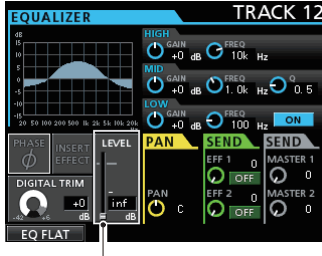 EQUALIZER TRACK 12
dB
15
10
5
0
-5
-10
-15
20 50 100 200 500 1k 2k 5k 10k 20k
HIGH
GAIN +0 dB FREQ 10k Hz
MID
GAIN +0 dB FREQ 1.0k Hz Q 0.5
LOW
GAIN +0 dB FREQ 100 Hz ON
PHASE
Φ
INSERT EFFECT
LEVEL
inf
dB
DIGITAL TRIM
-42 +6
+0
dB
EQ FLAT
PAN
PAN
C
SEND
EFF 1
0
OFF
EFF 2
0
OFF
SEND
MASTER 1
0
MASTER 2
0